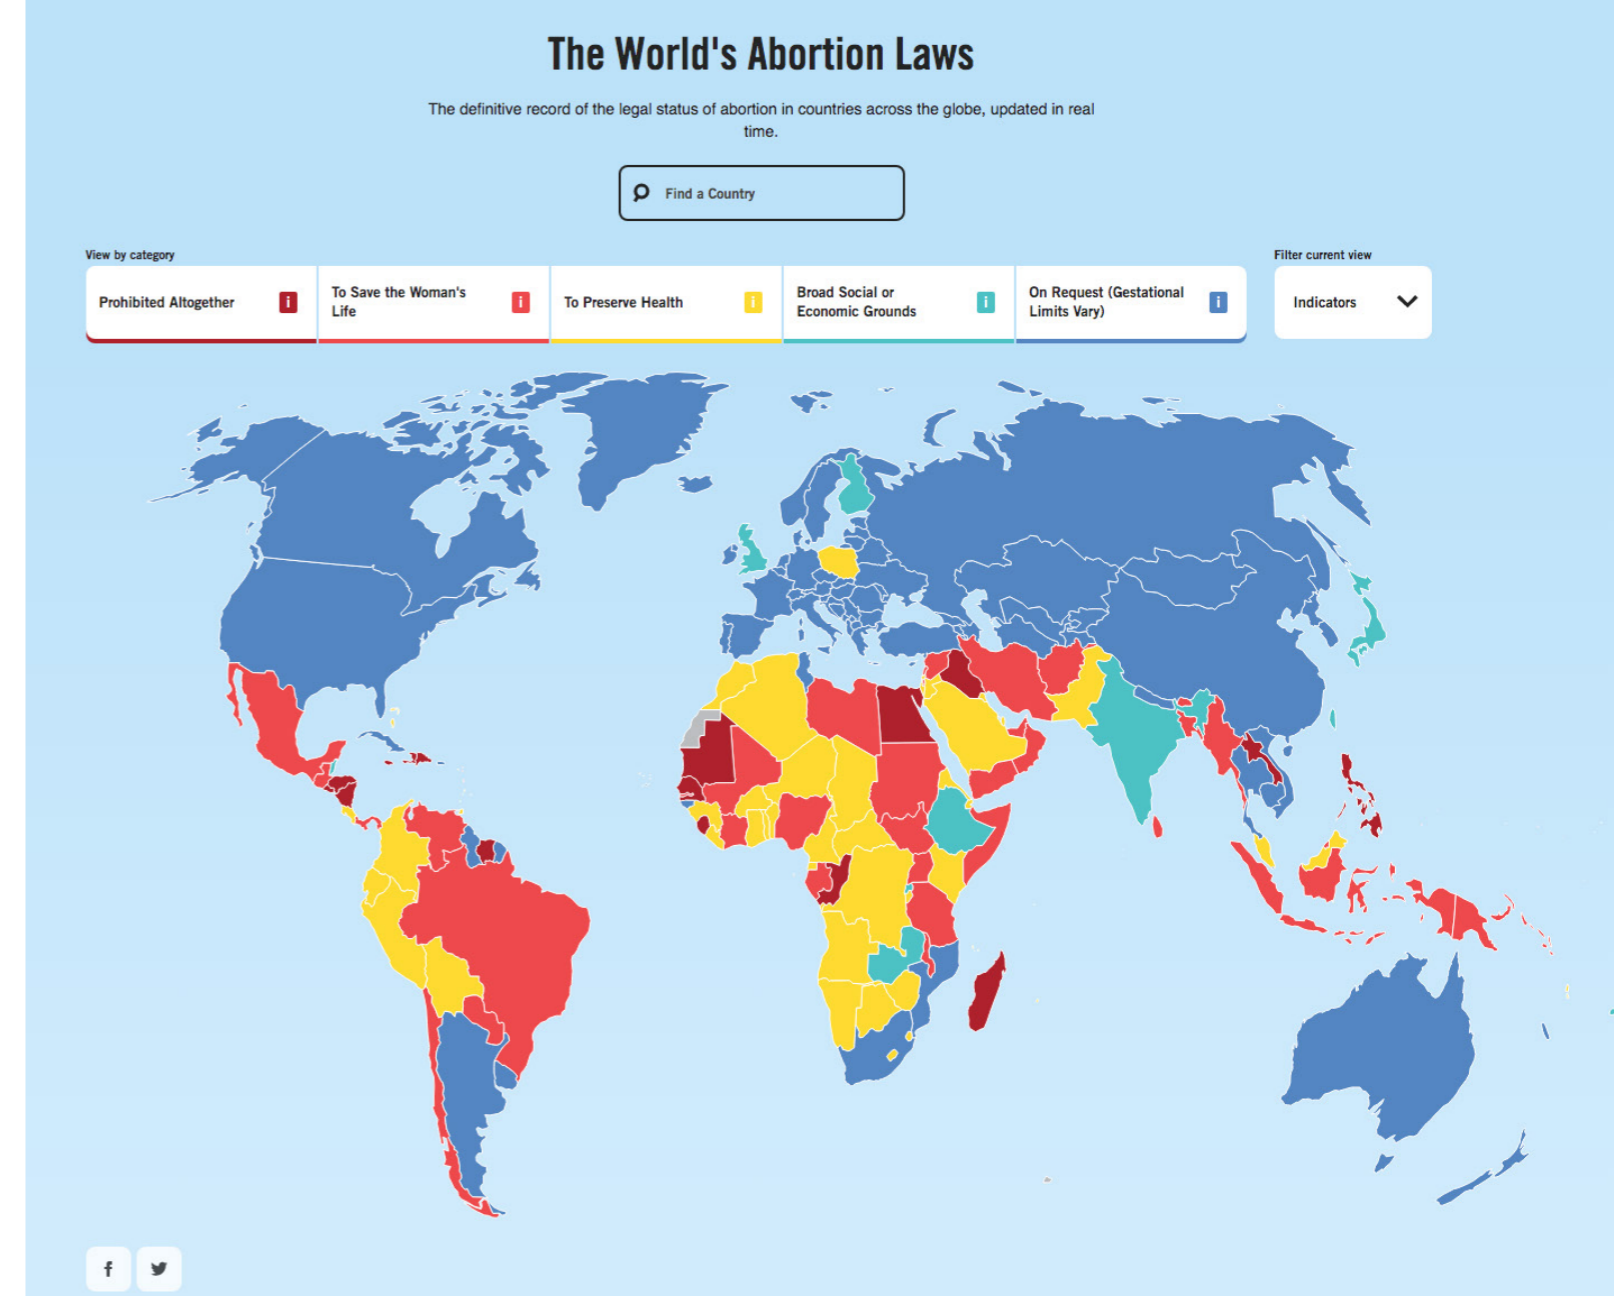 The World's Abortion Laws
The definitive record of the legal status of abortion in countries across the globe, updated in real
time.
Find a Country
View by category
Filter current view
Prohibited Altogether i
To Save the Woman's
Life i
To Preserve Health i
Broad Social or
Economic Grounds i
On Request (Gestational
Limits Vary) i
Indicators
f